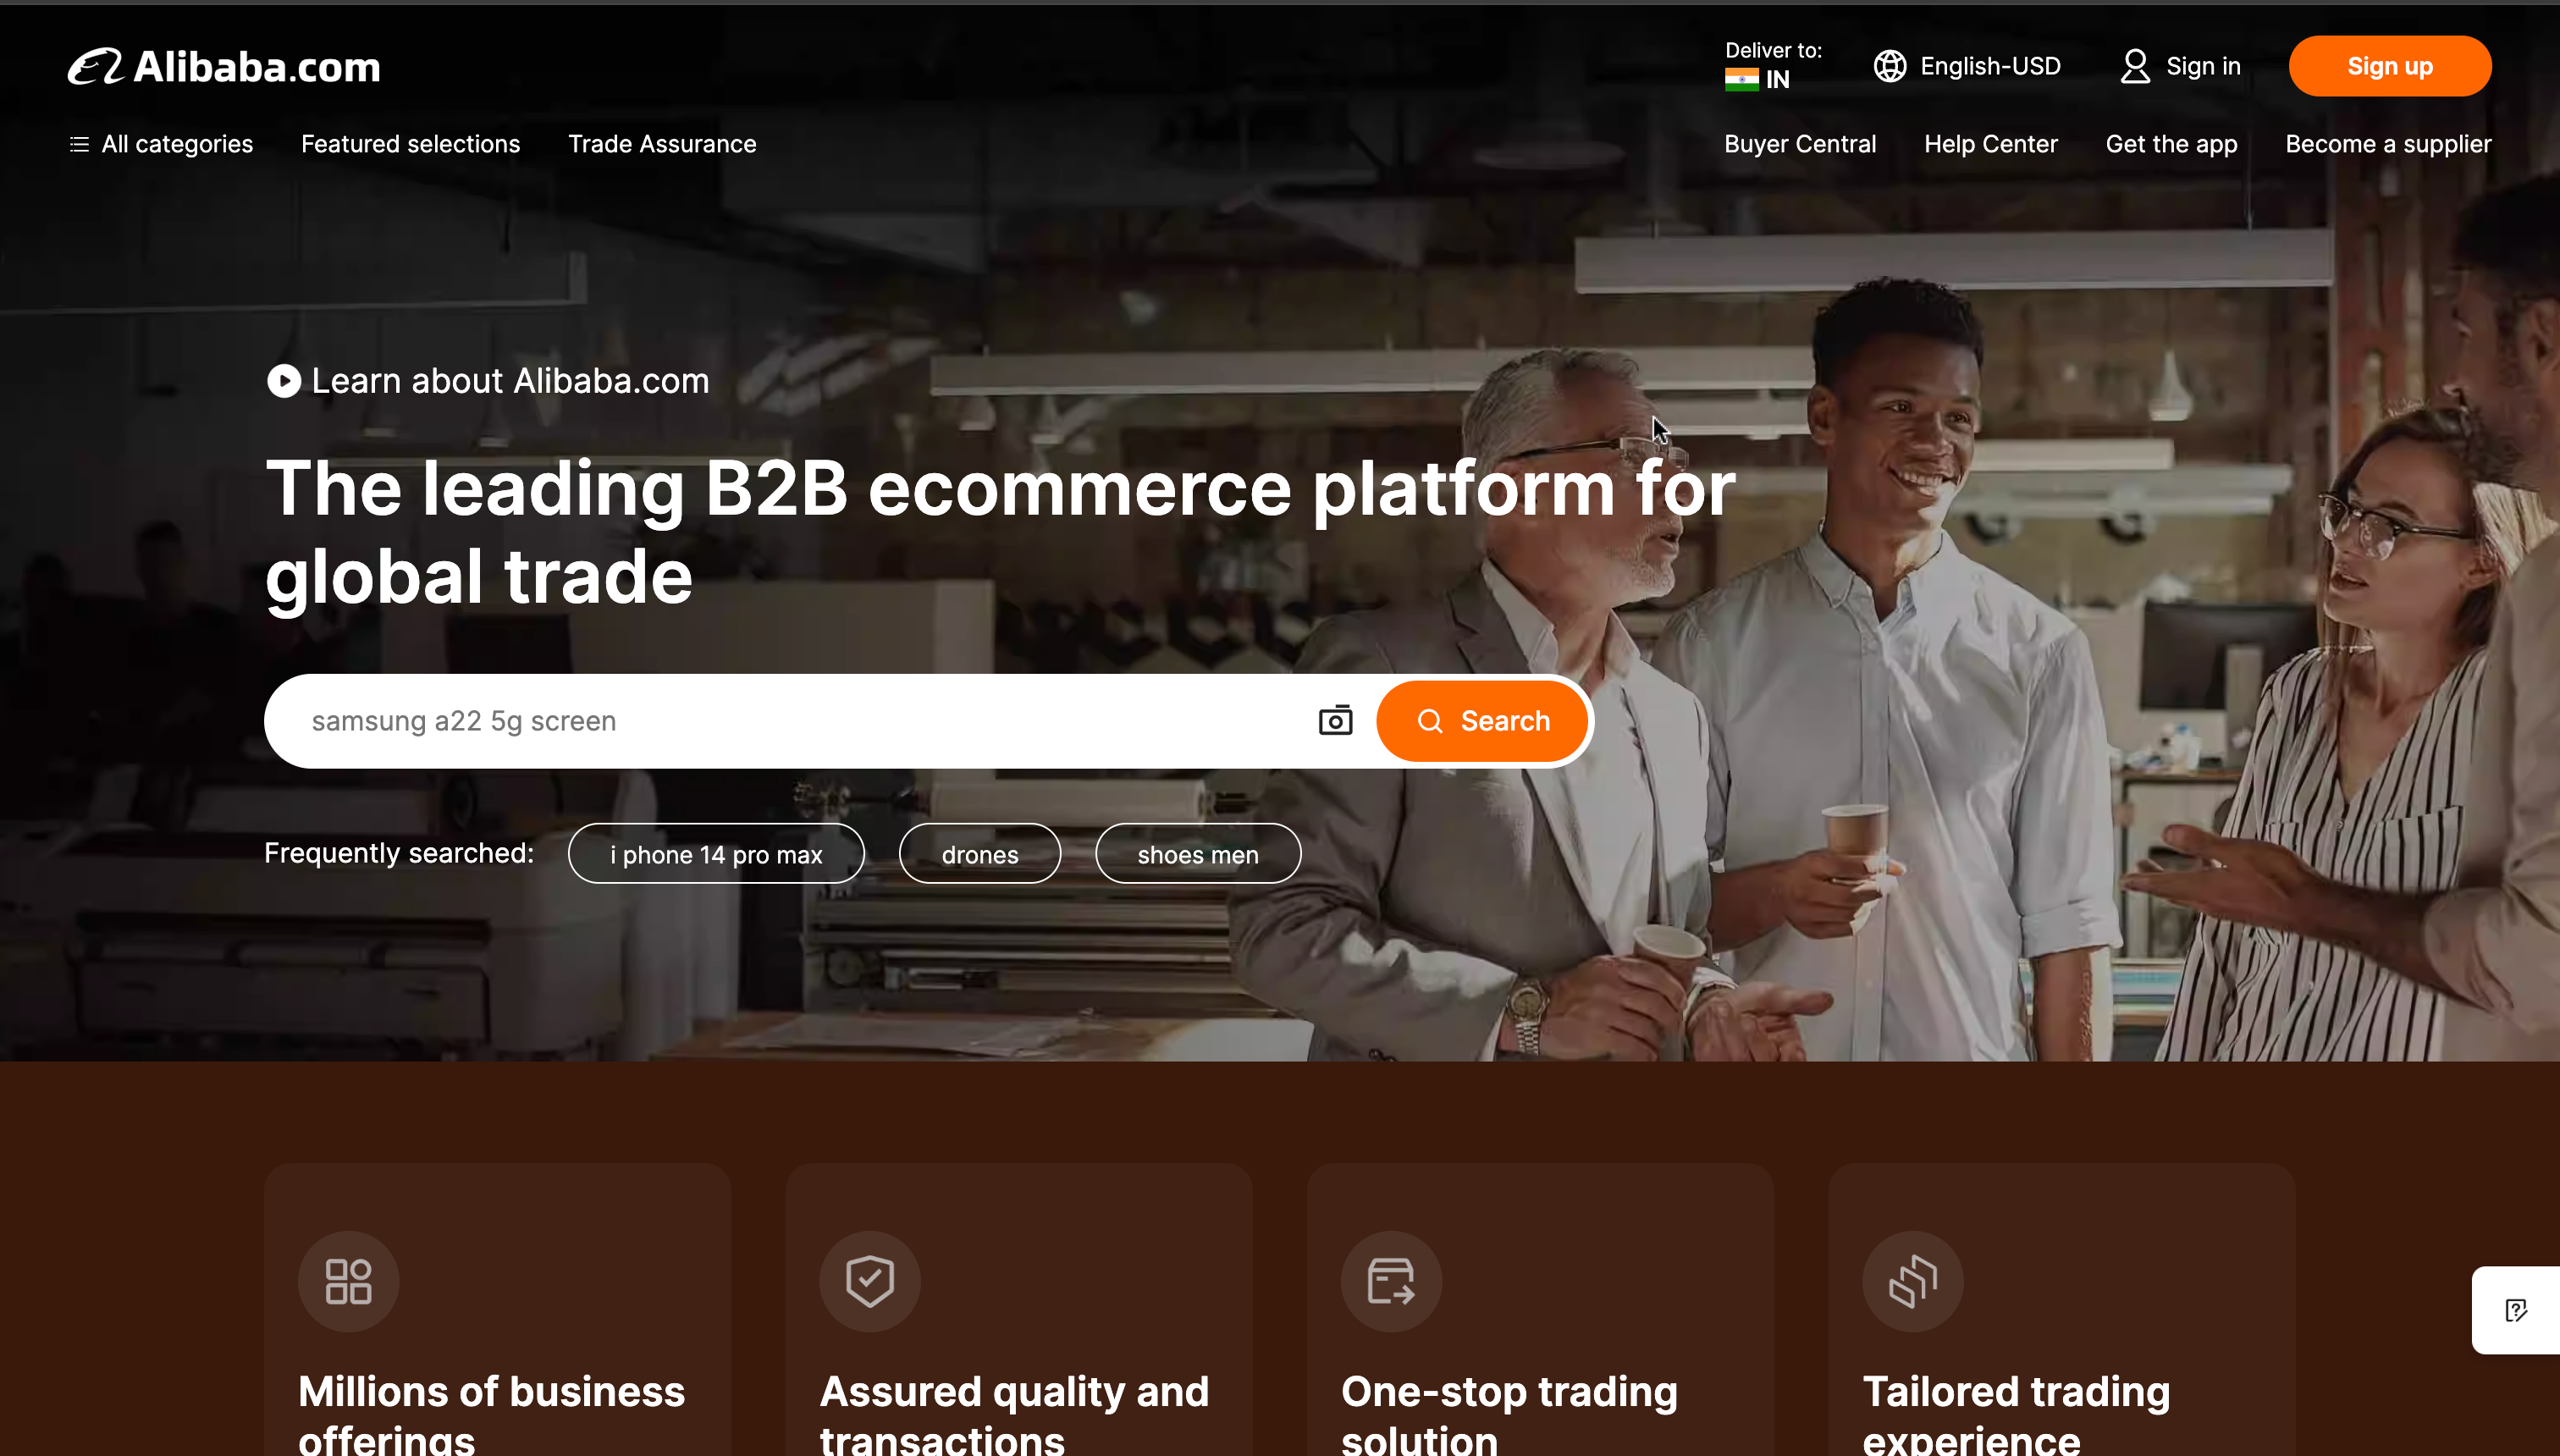 Alibaba.com
Deliver to:
IN
English-USD
Sign in
Sign up
All categories
Featured selections
Trade Assurance
Buyer Central
Help Center
Get the app
Become a supplier
Learn about Alibaba.com
The leading B2B ecommerce platform for
global trade
samsung a22 5g screen
Search
Frequently searched:
i phone 14 pro max
drones
shoes men
Millions of business
offerings
Assured quality and
transactions
One-stop trading
solution
Tailored trading
experience